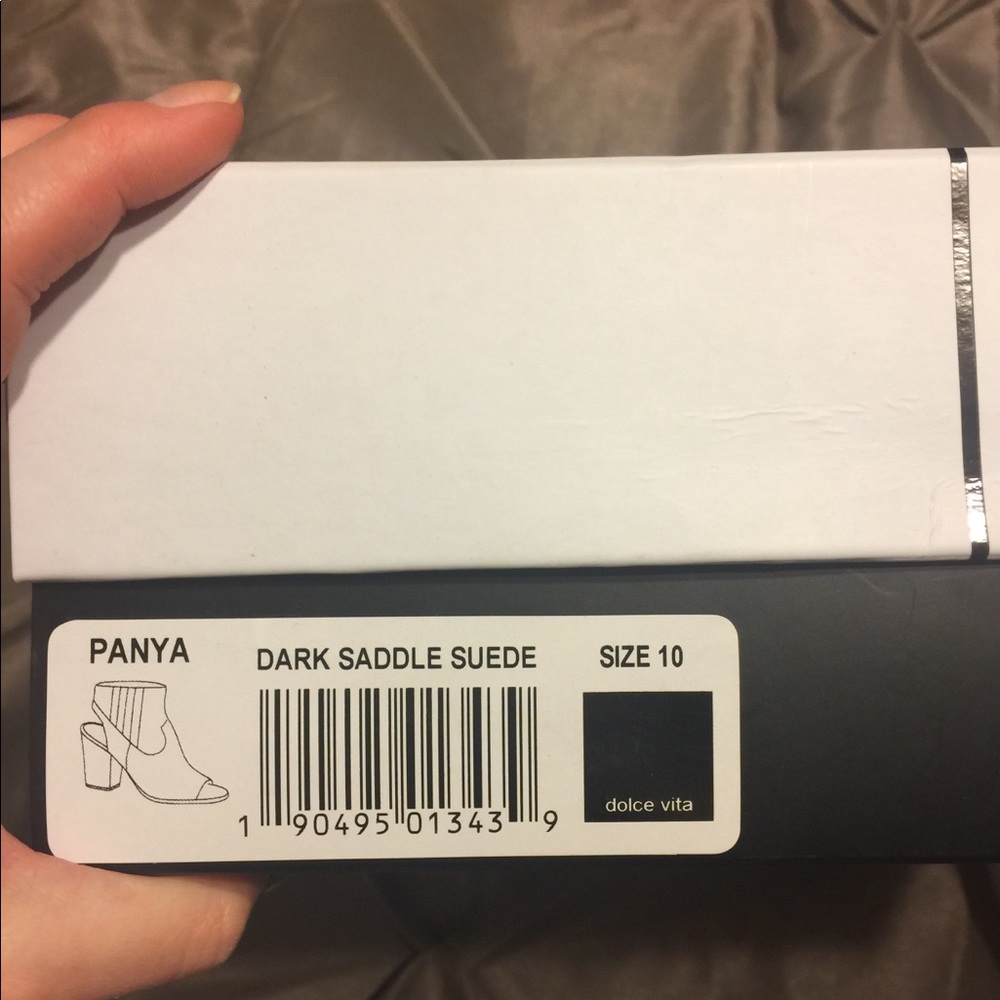 PANYA
DARK SADDLE SUEDE
SIZE 10
1 90495 01343 9
dolce vita